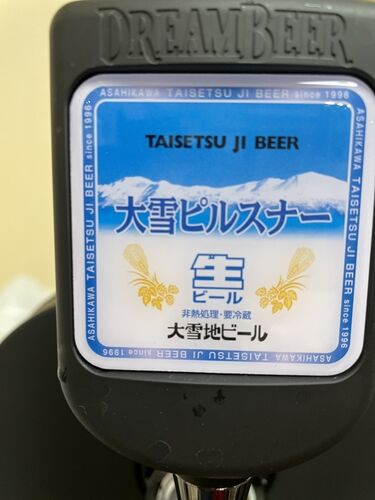 DREAMBEER
ASAHIKAWA TAISETSU JI BEER since 1996
TAISETSU JI BEER
大雪ピルスナー
生
ビール
非熱処理・要冷蔵
大雪地ビール
ASAHIKAWA TAISETSU JI BEER since 1996
ASAHIKAWA TAISETSU JI BEER since 1996
ASAHIKAWA TAISETSU JI BEER since 1996